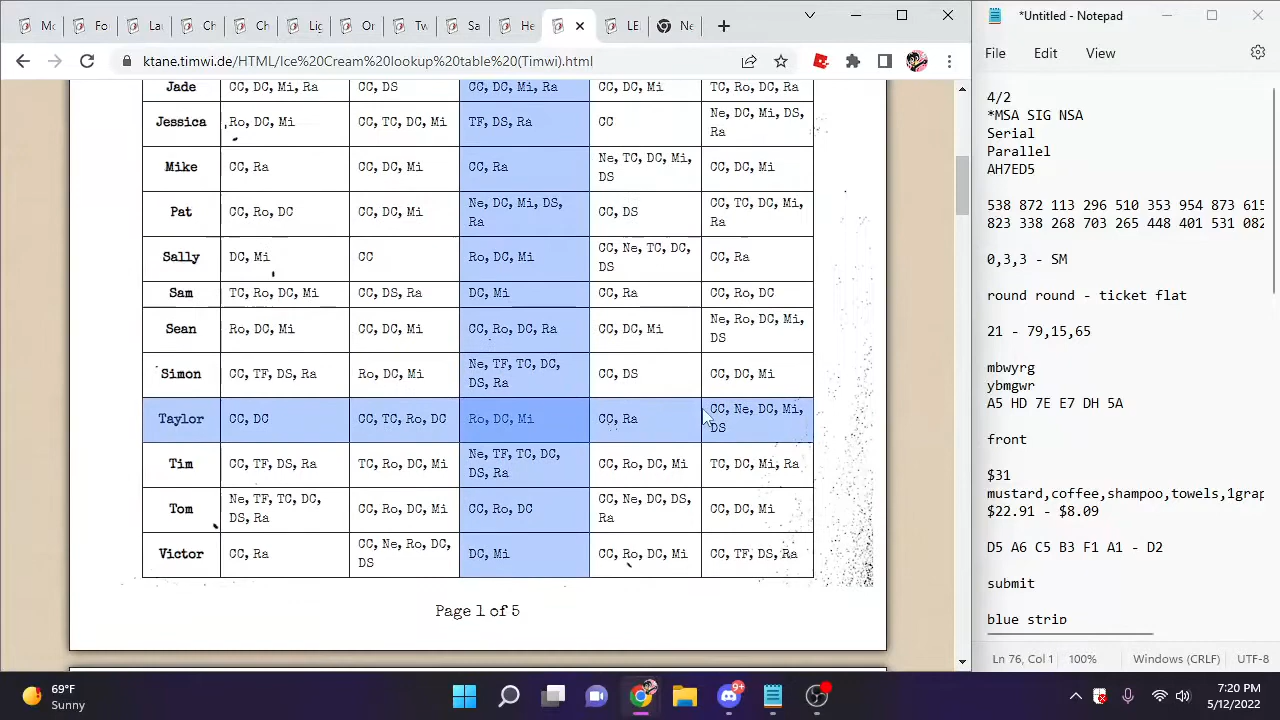 Mo
Fo
La
Ch
Ch
Lig
Or
Tw
Sa
He
LE
Ne
ktane.timwi.de/HTML/Ice%20Cream%20lookup%20table%20(Timwi).html
Jade CC, DC, Mi, Ra CC, DS CC, DC, Mi, Ra CC, DC, Mi TC, Ro, DC, Ra
Jessica Ro, DC, Mi CC, TC, DC, Mi TF, DS, Ra CC Ne, DC, Mi, DS, Ra
Mike CC, Ra CC, DC, Mi CC, Ra Ne, TC, DC, Mi, DS CC, DC, Mi
Pat CC, Ro, DC CC, DC, Mi Ne, DC, Mi, DS, Ra CC, DS CC, TC, DC, Mi, Ra
Sally DC, Mi CC Ro, DC, Mi CC, Ne, TC, DC, DS CC, Ra
Sam TC, Ro, DC, Mi CC, DS, Ra DC, Mi CC, Ra CC, Ro, DC
Sean Ro, DC, Mi CC, DC, Mi CC, Ro, DC, Ra CC, DC, Mi Ne, Ro, DC, Mi, DS
Simon CC, TF, DS, Ra Ro, DC, Mi Ne, TF, TC, DC, DS, Ra CC, DS CC, DC, Mi
Taylor CC, DC CC, TC, Ro, DC Ro, DC, Mi CC, Ra CC, Ne, DC, Mi, DS
Tim CC, TF, DS, Ra TC, Ro, DC, Mi Ne, TF, TC, DC, DS, Ra CC, Ro, DC, Mi TC, DC, Mi, Ra
Tom Ne, TF, TC, DC, DS, Ra CC, Ro, DC, Mi CC, Ro, DC CC, Ne, DC, DS, Ra CC, DC, Mi
Victor CC, Ra CC, Ne, Ro, DC, DS DC, Mi CC, Ro, DC, Mi CC, TF, DS, Ra
Page 1 of 5
*Untitled - Notepad
File Edit View
4/2
*MSA SIG NSA
Serial
Parallel
AH7ED5
538 872 113 296 510 353 954 873 615
823 338 268 703 265 448 401 531 082
0,3,3 - SM
round round - ticket flat
21 - 79,15,65
mbwyrg
ybmgwr
A5 HD 7E E7 DH 5A
front
$31
mustard,coffee,shampoo,towels,1grap
$22.91 - $8.09
D5 A6 C5 B3 F1 A1 - D2
submit
blue strip
Ln 76, Col 1 100% Windows (CRLF) UTF-8
69°F
Sunny
9+
7:20 PM
5/12/2022